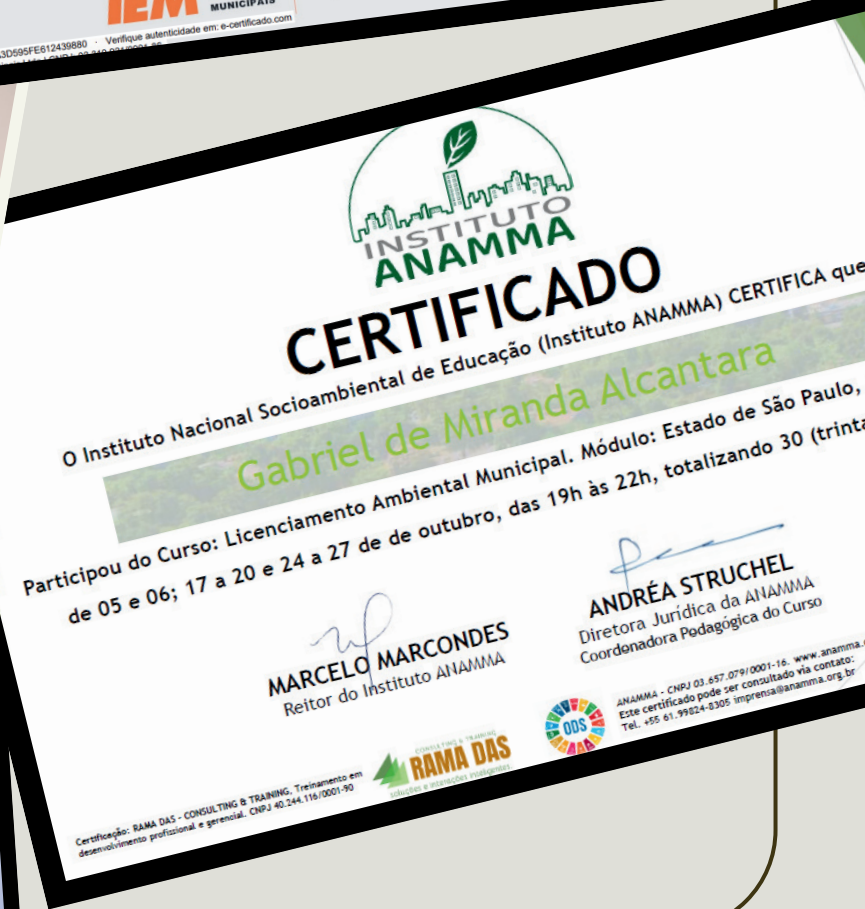 IEM
MUNICIPAIS
3D595FE612439880 · Verifique autenticidade em: e-certificado.com
INSTITUTO
ANAMMA
CERTIFICADO
O Instituto Nacional Socioambiental de Educação (Instituto ANAMMA) CERTIFICA que
Gabriel de Miranda Alcantara
Participou do Curso: Licenciamento Ambiental Municipal. Módulo: Estado de São Paulo,
de 05 e 06; 17 a 20 e 24 a 27 de de outubro, das 19h às 22h, totalizando 30 (trinta
MARCELO MARCONDES
Reitor do Instituto ANAMMA
ANDRÉA STRUCHEL
Diretora Jurídica da ANAMMA
Coordenadora Pedagógica do Curso
Certificação: RAMA DAS - CONSULTING & TRAINING, Treinamento em
desenvolvimento profissional e gerencial. CNPJ 40.244.116/0001-90
CONSULTING & TRAINING
RAMA DAS
soluções e interações inteligentes
ODS
ANAMMA - CNPJ 03.657.079/0001-16. www.anamma.
Este certificado pode ser consultado via contato:
Tel. +55 61.99824-8305 imprensa@anamma.org.br